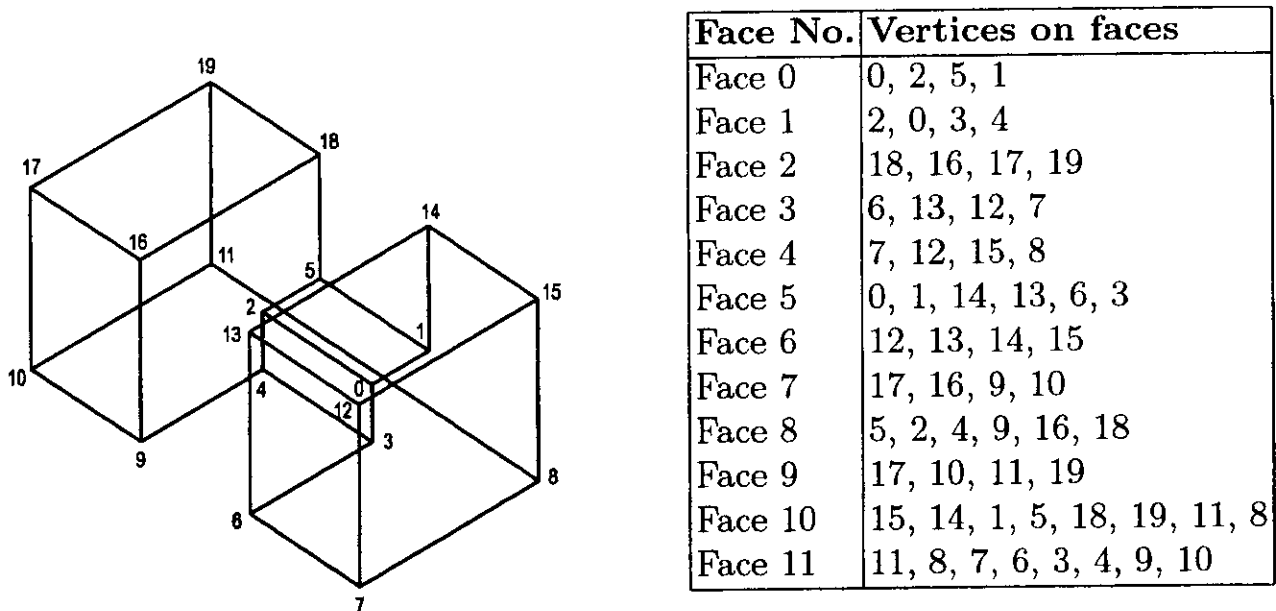 19
18
17
14
16
11
5
15
2
13
1
10
4
0
12
3
9
8
6
7
Face No. Vertices on faces
Face 0 0, 2, 5, 1
Face 1 2, 0, 3, 4
Face 2 18, 16, 17, 19
Face 3 6, 13, 12, 7
Face 4 7, 12, 15, 8
Face 5 0, 1, 14, 13, 6, 3
Face 6 12, 13, 14, 15
Face 7 17, 16, 9, 10
Face 8 5, 2, 4, 9, 16, 18
Face 9 17, 10, 11, 19
Face 10 15, 14, 1, 5, 18, 19, 11, 8
Face 11 11, 8, 7, 6, 3, 4, 9, 10